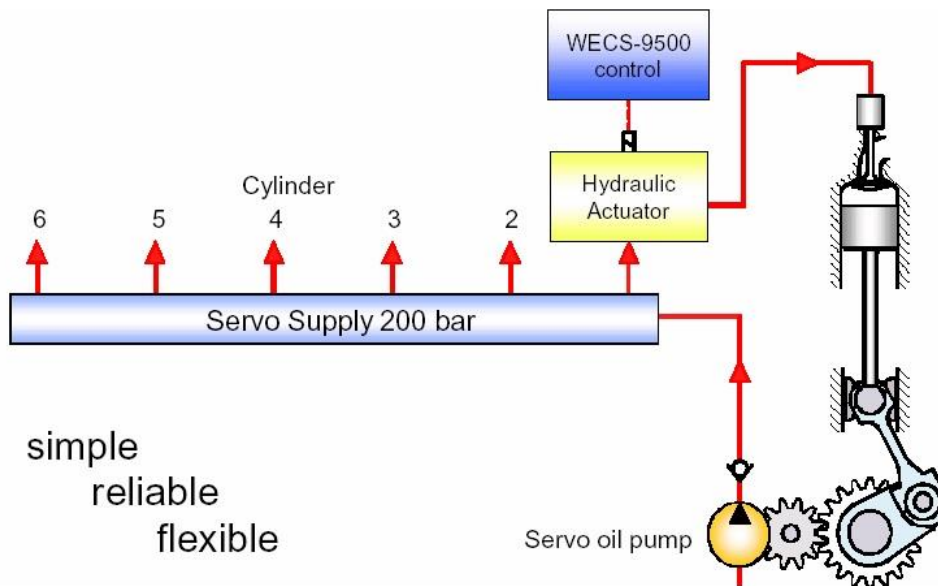 WECS-9500
control
Cylinder
6 5 4 3 2
Hydraulic
Actuator
Servo Supply 200 bar
simple
reliable
flexible
Servo oil pump